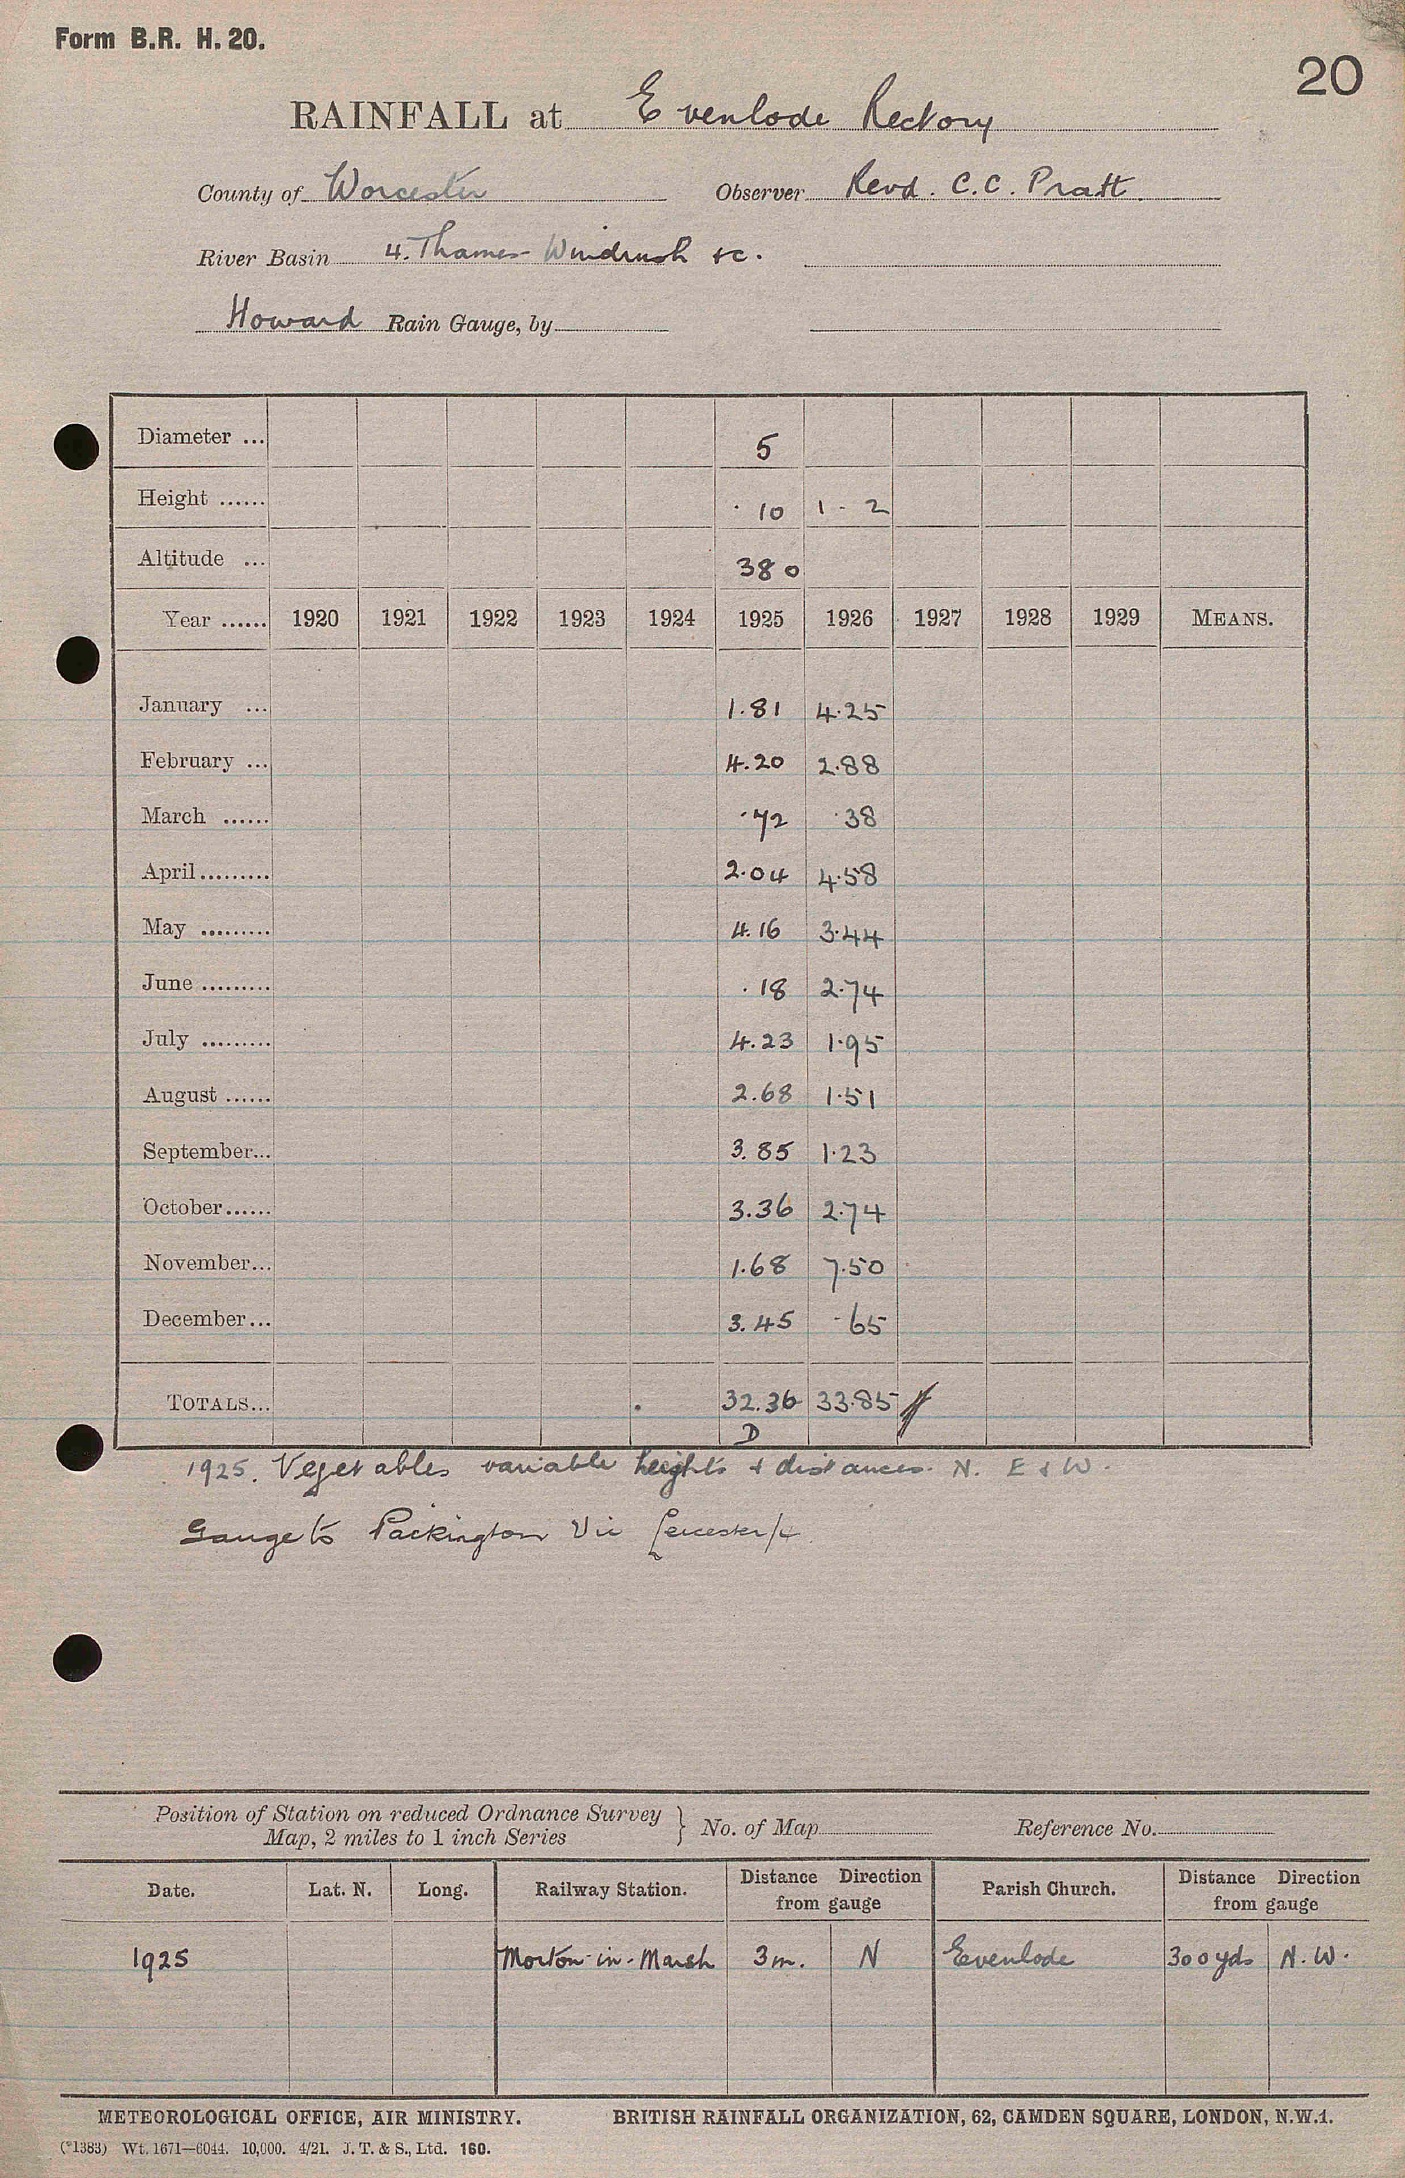 Form B.R. H. 20.
20
RAINFALL at Evenlode Rectory
County of Worcester Observer Revd. C.C. Pratt.
River Basin 4. Thames Windrush &c.
Howard Rain Gauge, by
Diameter ... 5
Height ...... ·10 1 - 2
Altitude ... 380
Year ...... 1920 1921 1922 1923 1924 1925 1926 1927 1928 1929 MEANS.
January ... 1.81 4.25
February ... 4.20 2.88
March ...... ·72 ·38
April ......... 2.04 4.58
May ......... 4.16 3.44
June ......... .18 2.74
July ......... 4.23 1.95
August ...... 2.68 1.51
September... 3.85 1.23
October...... 3.36 2.74
November... 1.68 7.50
December... 3.45 ·65
TOTALS... 32.36 33.85
D
1925. Vegetables variable heights & distances. N. E & W.
Gauge to Packington Vic Leicester
Position of Station on reduced Ordnance Survey
Map, 2 miles to 1 inch Series } No. of Map Reference No.
Date. Lat. N. Long. Railway Station. Distance Direction from gauge Parish Church. Distance Direction from gauge
1925 Morton-in-Marsh 3m. N Eevenlode 300 yds N.W.
METEOROLOGICAL OFFICE, AIR MINISTRY. BRITISH RAINFALL ORGANIZATION, 62, CAMDEN SQUARE, LONDON, N.W.1.
(*1383) Wt. 1671—6044. 10,000. 4/21. J. T. & S., Ltd. 160.